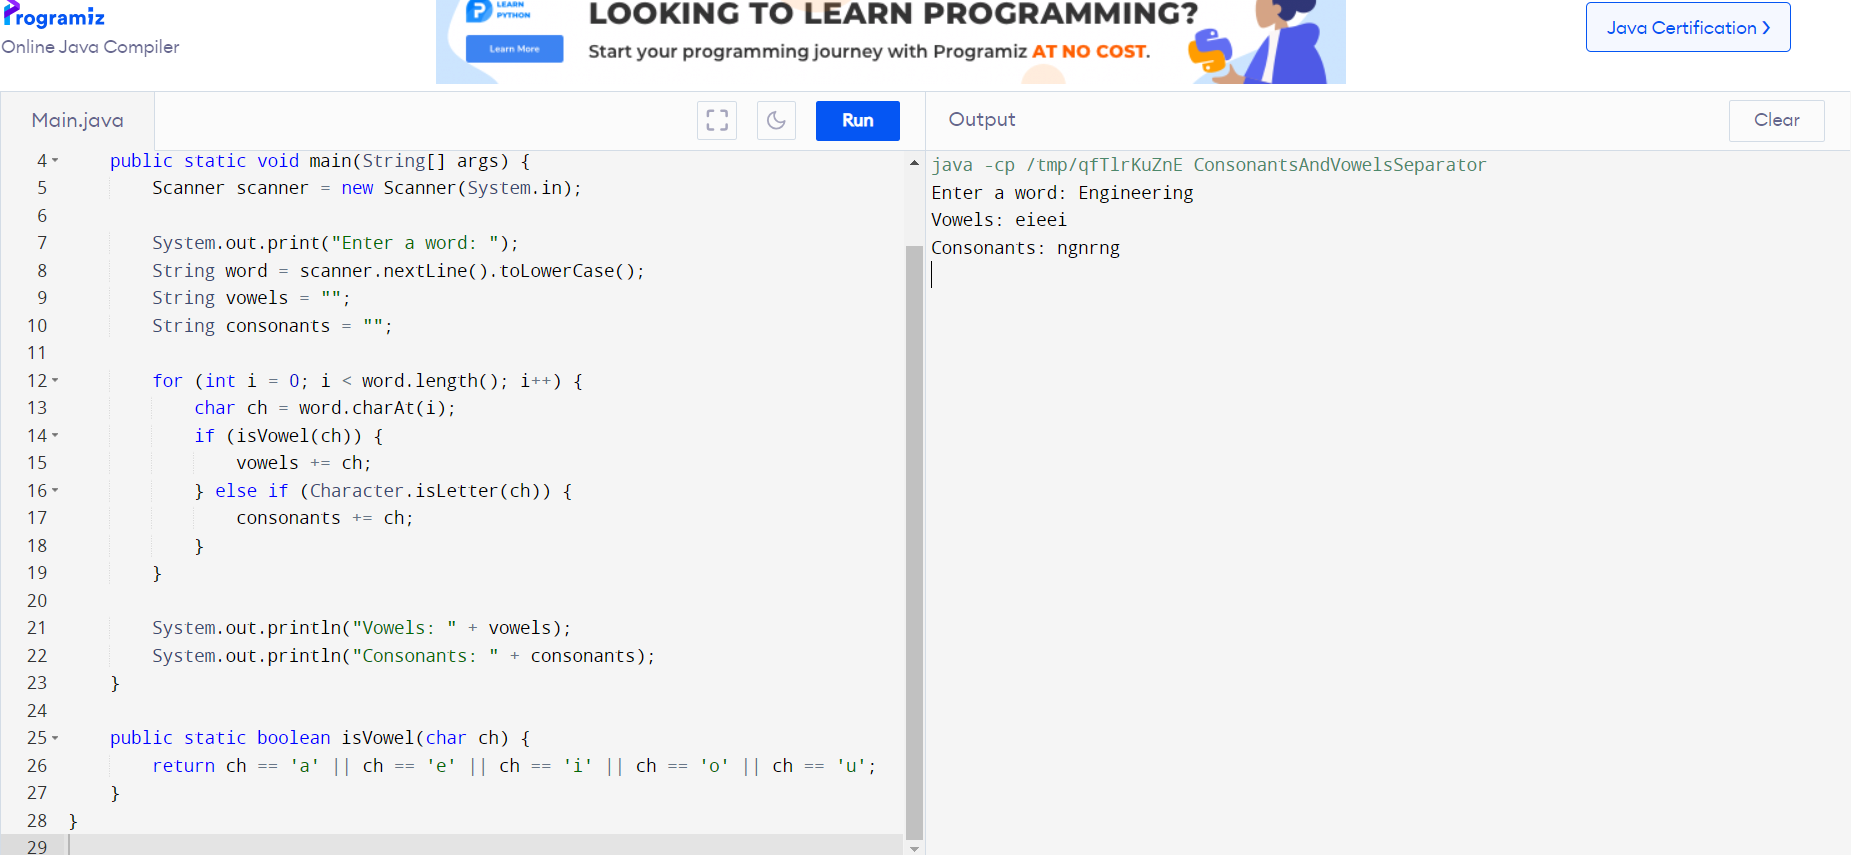 Programiz
Online Java Compiler
LEARN
PYTHON
Learn More
LOOKING TO LEARN PROGRAMMING?
Start your programming journey with Programiz AT NO COST.
Java Certification
Main.java
Run
4 public static void main(String[] args) {
5 Scanner scanner = new Scanner(System.in);
6
7 System.out.print("Enter a word: ");
8 String word = scanner.nextLine().toLowerCase();
9 String vowels = "";
10 String consonants = "";
11
12 for (int i = 0; i < word.length(); i++) {
13 char ch = word.charAt(i);
14 if (isVowel(ch)) {
15 vowels += ch;
16 } else if (Character.isLetter(ch)) {
17 consonants += ch;
18 }
19 }
20
21 System.out.println("Vowels: " + vowels);
22 System.out.println("Consonants: " + consonants);
23 }
24
25 public static boolean isVowel(char ch) {
26 return ch == 'a' || ch == 'e' || ch == 'i' || ch == 'o' || ch == 'u';
27 }
28 }
29
Output
Clear
java -cp /tmp/qfTlrKuZnE ConsonantsAndVowelsSeparator
Enter a word: Engineering
Vowels: eieei
Consonants: ngnrng